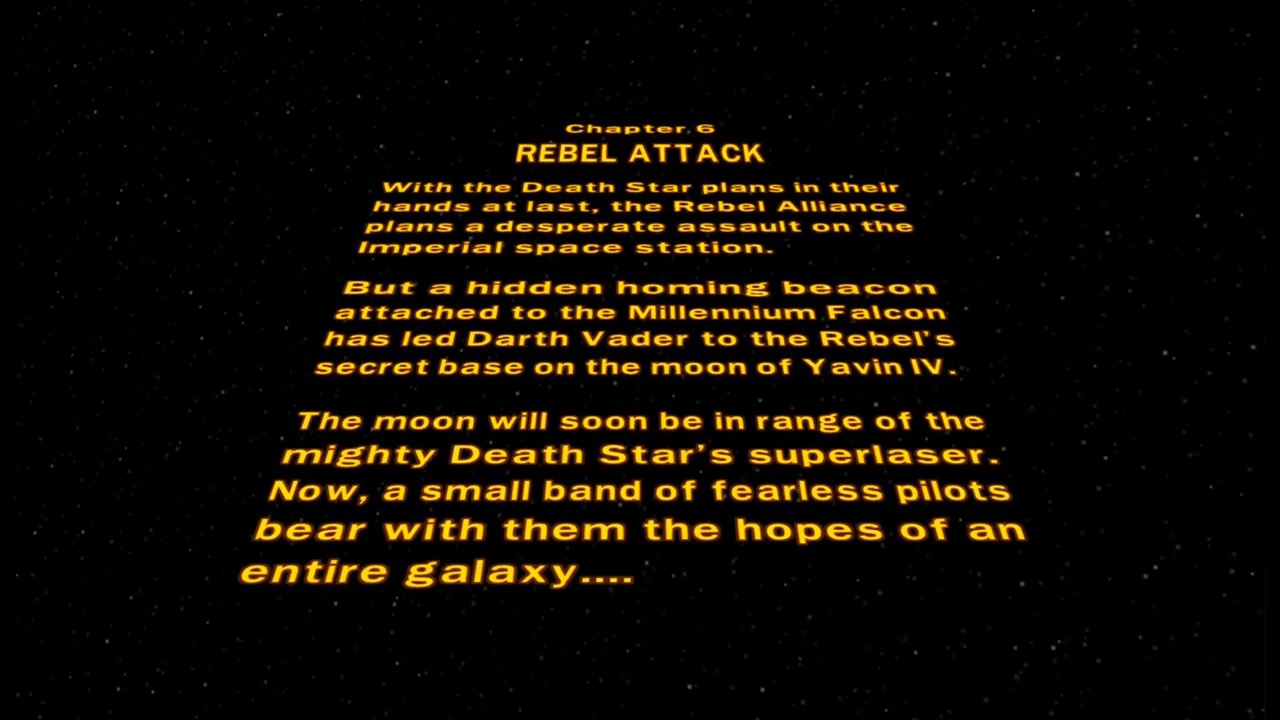 Chapter 6
REBEL ATTACK
With the Death Star plans in their
hands at last, the Rebel Alliance
plans a desperate assault on the
Imperial space station.
But a hidden homing beacon
attached to the Millennium Falcon
has led Darth Vader to the Rebel's
secret base on the moon of Yavin IV.
The moon will soon be in range of the
mighty Death Star's superlaser.
Now, a small band of fearless pilots
bear with them the hopes of an
entire galaxy....